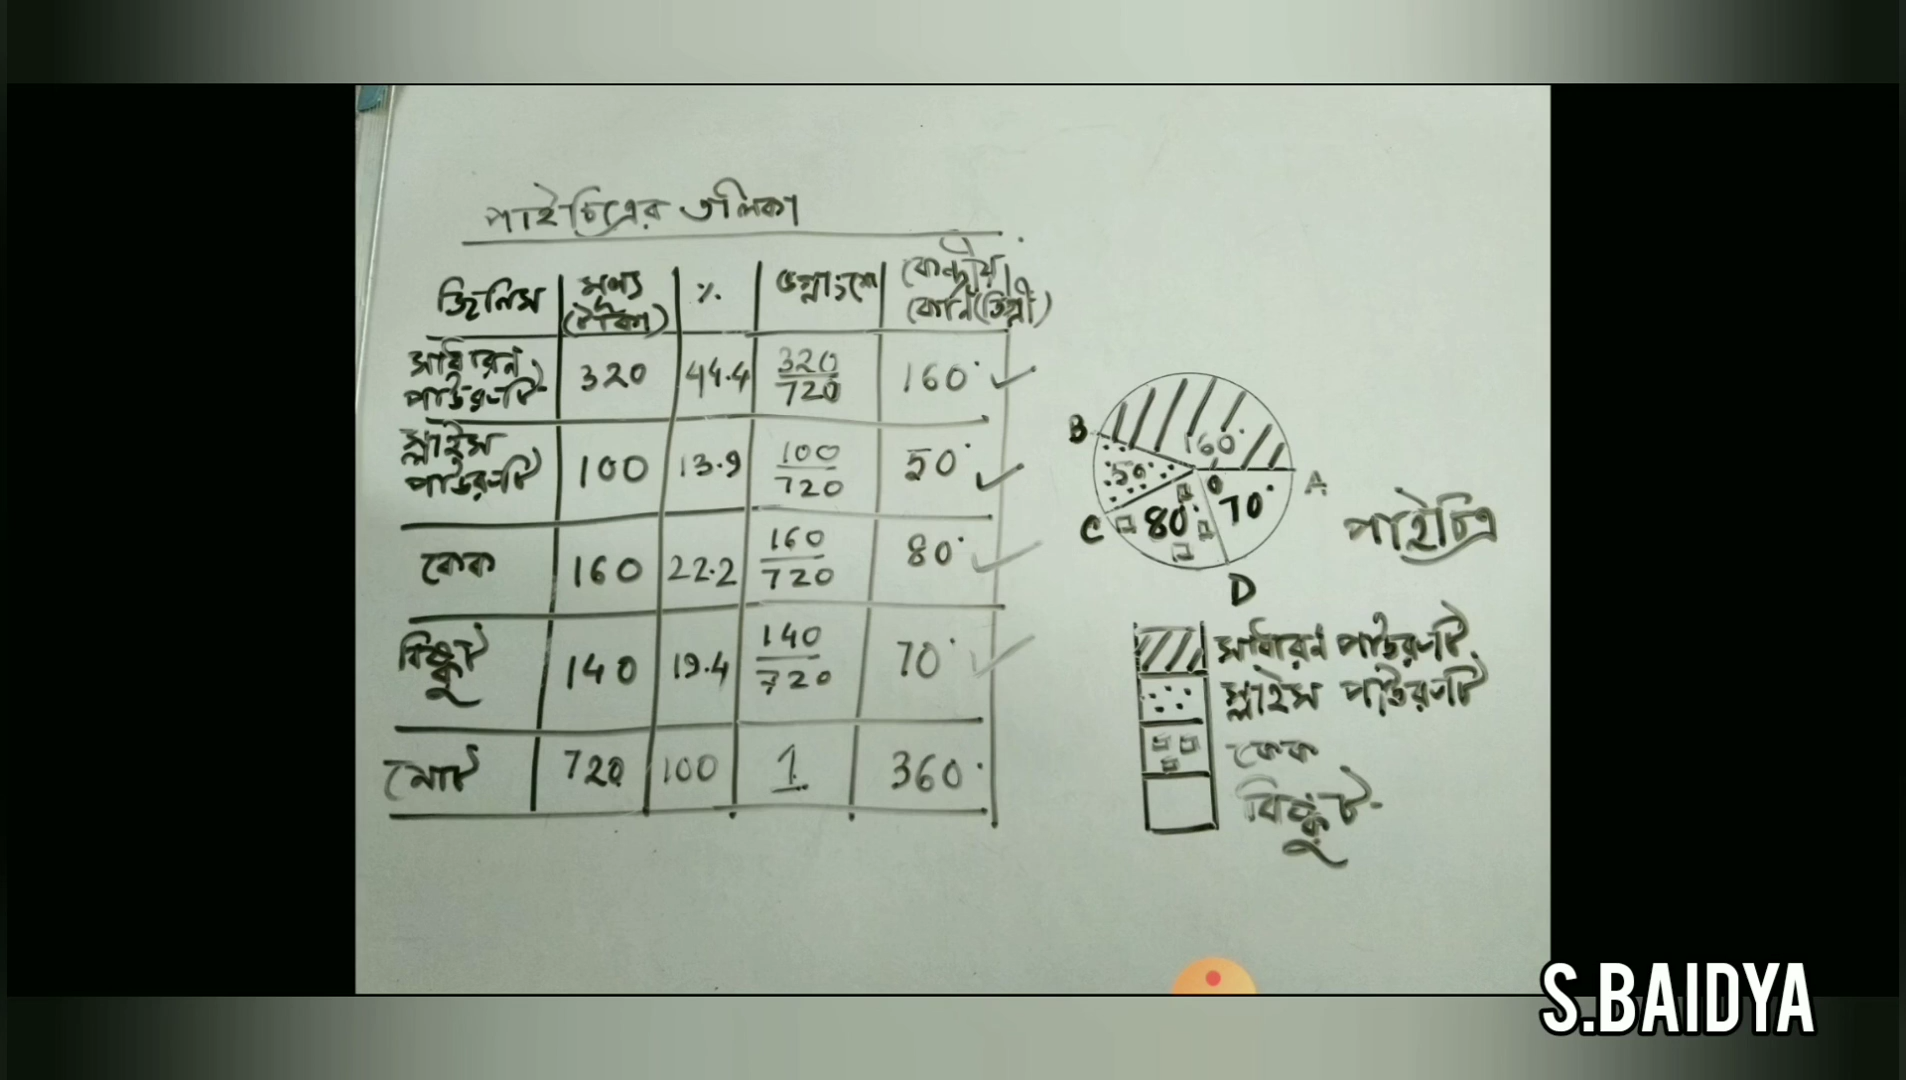 পাইচিত্রের তালিকা
জিনিস মূল্য (টাকা) % ভগ্নাংশে কেন্দ্রীয় কোন (ডিগ্রী)
সাধারন পাউরুটি 320 44.4 320/720 160°
স্লাইস পাউরুটি 100 13.9 100/720 50°
কেক 160 22.2 160/720 80°
বিস্কুট 140 19.4 140/720 70°
মোট 720 100 1 360°
B 160°
50° O A
C 80° 70°
D
পাইচিত্র
সাধারন পাউরুটি
স্লাইস পাউরুটি
কেক
বিস্কুট
S.BAIDYA